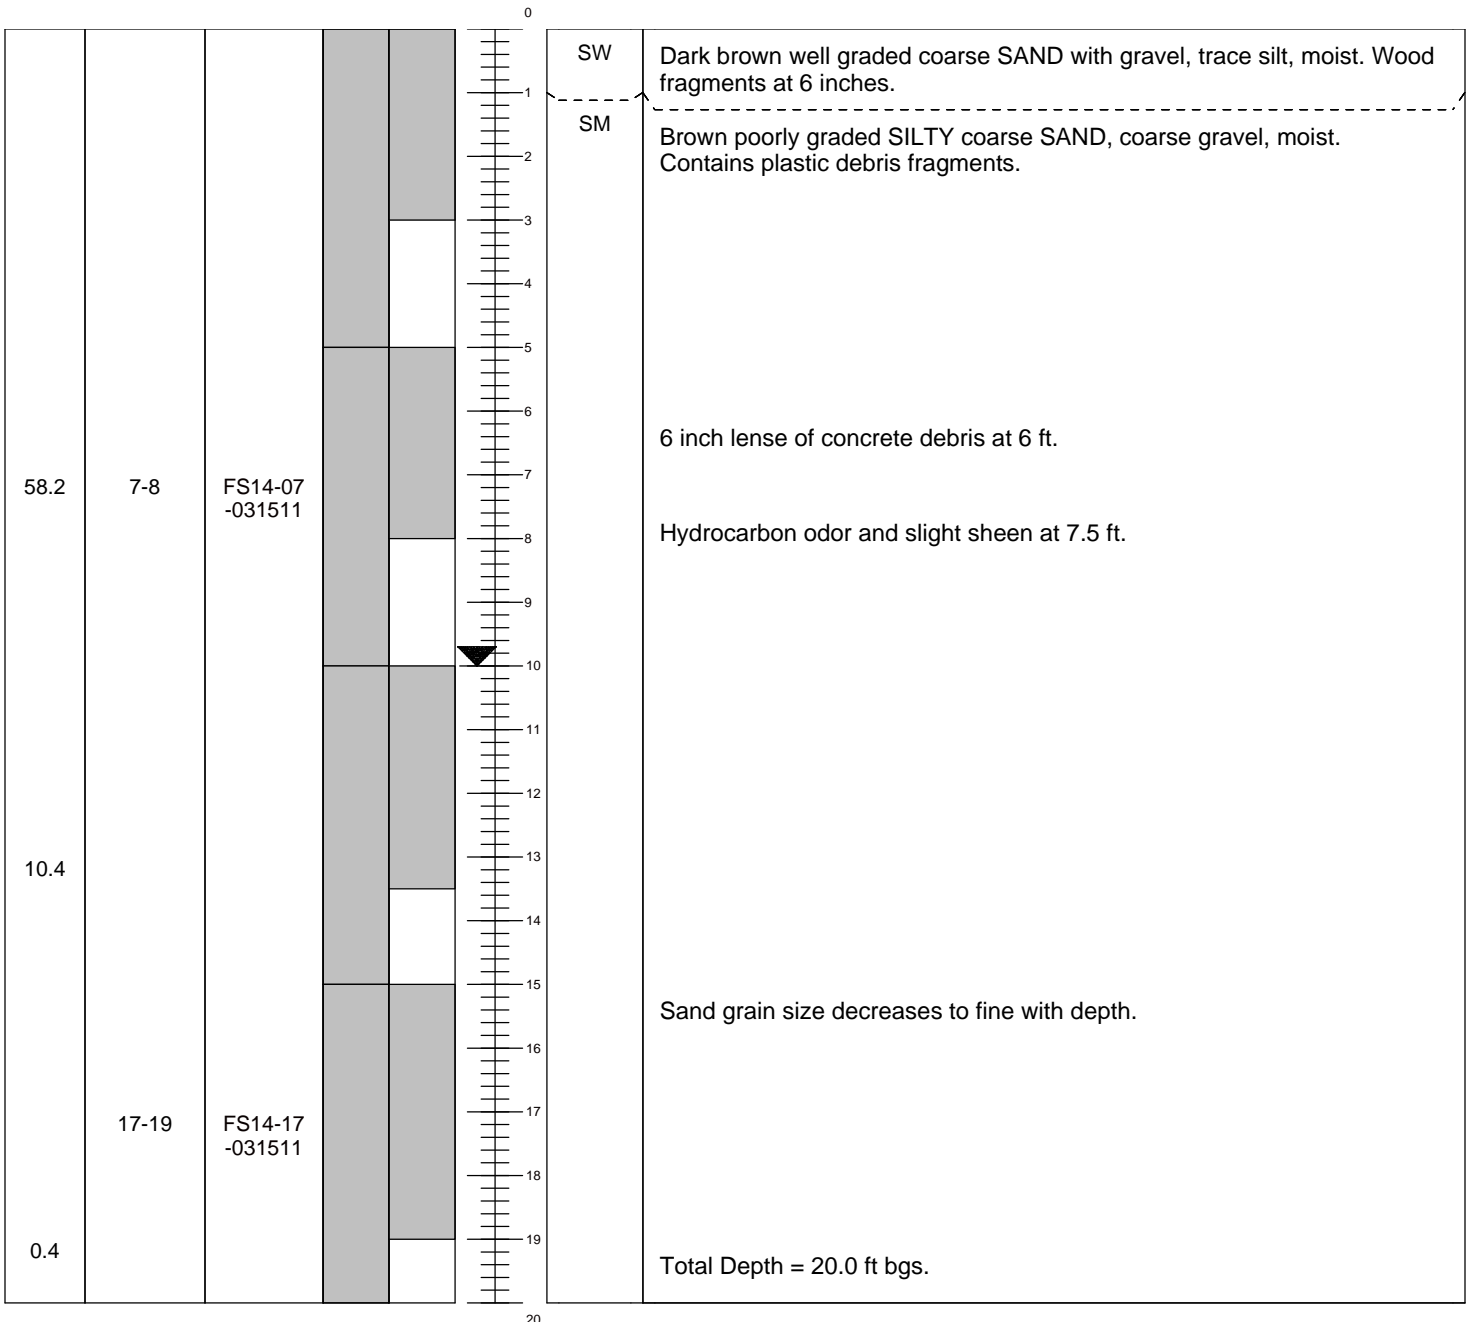 0
SW
Dark brown well graded coarse SAND with gravel, trace silt, moist. Wood
fragments at 6 inches.
1
SM
Brown poorly graded SILTY coarse SAND, coarse gravel, moist.
Contains plastic debris fragments.
2
3
4
5
6
6 inch lense of concrete debris at 6 ft.
7
58.2
7-8
FS14-07
-031511
Hydrocarbon odor and slight sheen at 7.5 ft.
8
9
10
11
12
13
10.4
14
15
Sand grain size decreases to fine with depth.
16
17
17-19
FS14-17
-031511
18
19
0.4
Total Depth = 20.0 ft bgs.
20